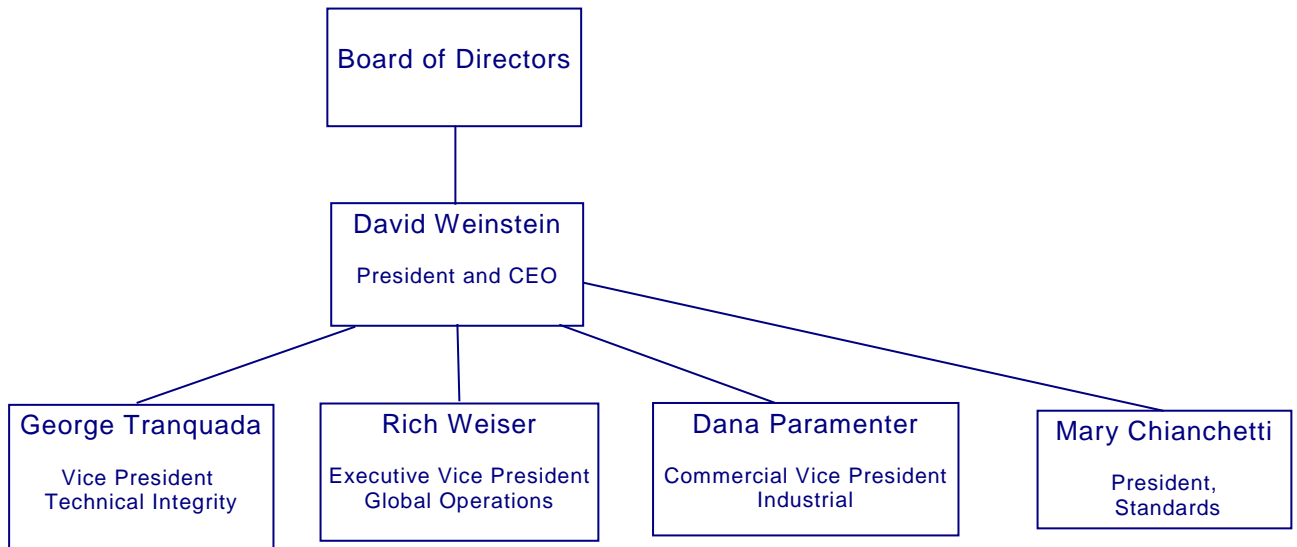 Board of Directors
David Weinstein
President and CEO
George Tranquada
Vice President
Technical Integrity
Rich Weiser
Executive Vice President
Global Operations
Dana Paramenter
Commercial Vice President
Industrial
Mary Chianchetti
President,
Standards